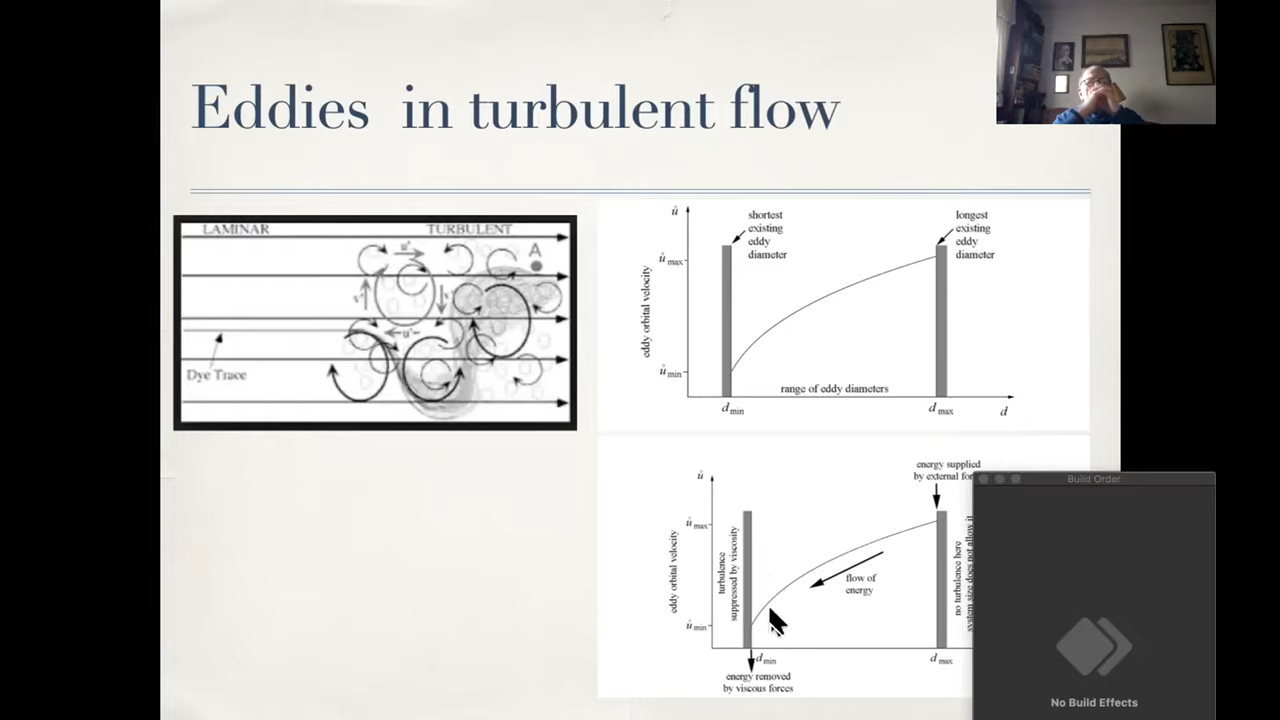 Eddies in turbulent flow
LAMINAR
TURBULENT
A
u'
v'
u'
Dye Trace
û
shortest
existing
eddy
diameter
longest
existing
eddy
diameter
û max
eddy orbital velocity
û min
range of eddy diameters
d min
d max
d
energy supplied
by external for
û
û max
eddy orbital velocity
turbulence
suppressed by viscosity
flow of
energy
no turbulence here
system size does not allow it
û min
d min
d max
energy removed
by viscous forces
Build Order
No Build Effects